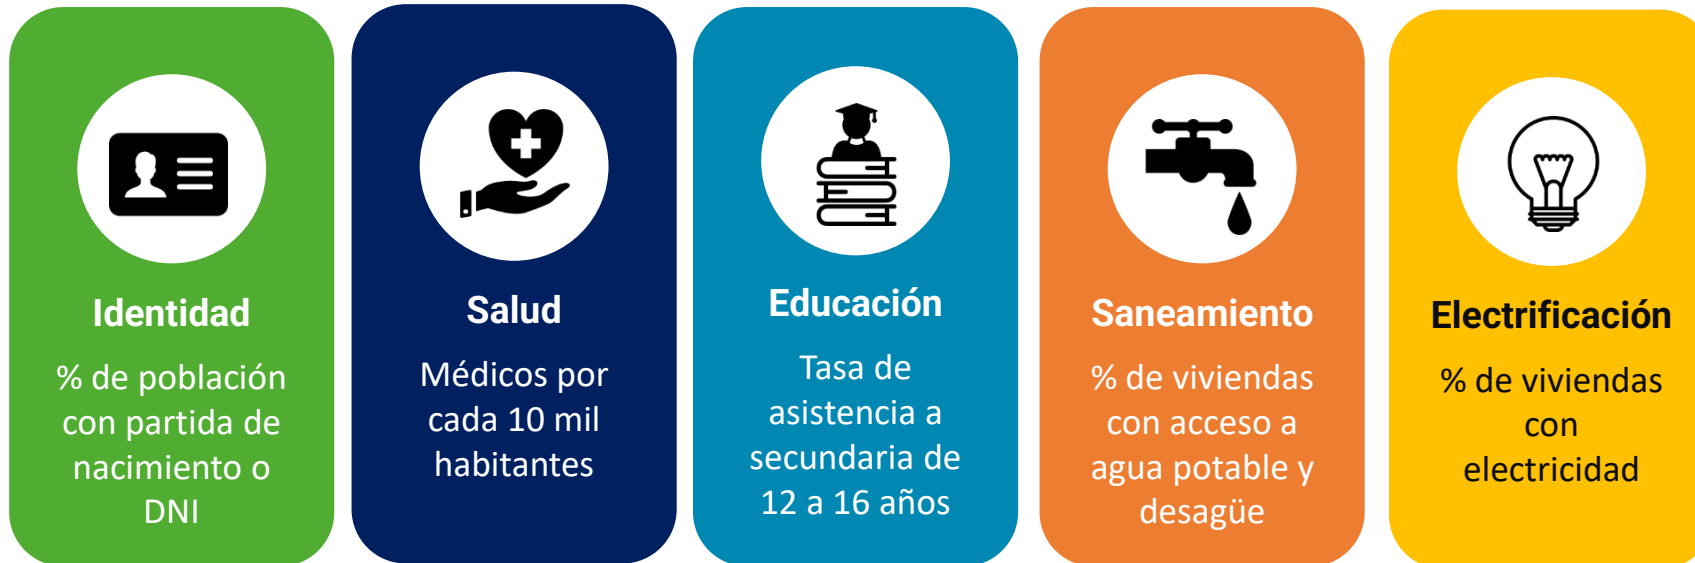 Identidad
% de población
con partida de
nacimiento o
DNI
Salud
Médicos por
cada 10 mil
habitantes
Educación
Tasa de
asistencia a
secundaria de
12 a 16 años
Saneamiento
% de viviendas
con acceso a
agua potable y
desagüe
Electrificación
% de viviendas
con
electricidad